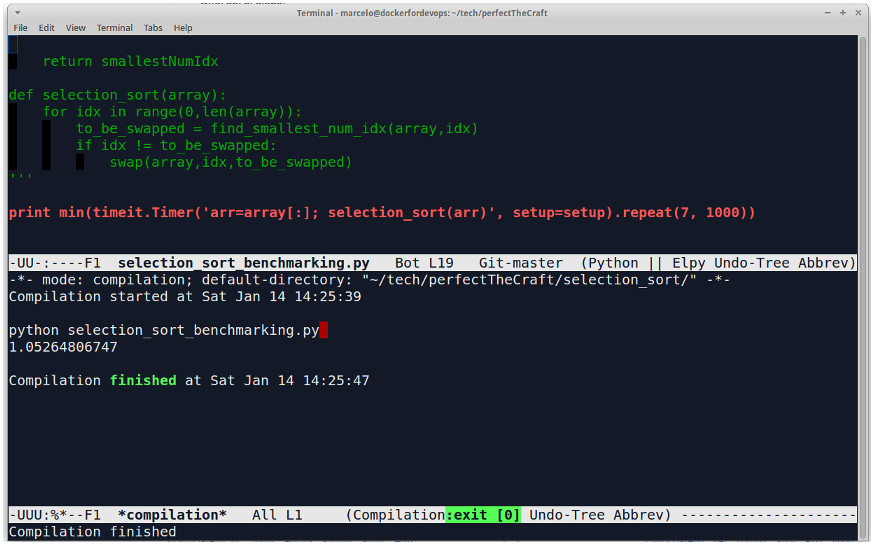 Terminal - marcelo@dockerfordevops: ~/tech/perfectTheCraft
File Edit View Terminal Tabs Help
return smallestNumIdx
def selection_sort(array):
for idx in range(0,len(array)):
to_be_swapped = find_smallest_num_idx(array,idx)
if idx != to_be_swapped:
swap(array,idx,to_be_swapped)
'''
print min(timeit.Timer('arr=array[:]; selection_sort(arr)', setup=setup).repeat(7, 1000))
-UU-:----F1 selection_sort_benchmarking.py Bot L19 Git-master (Python || Elpy Undo-Tree Abbrev)
-*- mode: compilation; default-directory: "~/tech/perfectTheCraft/selection_sort/" -*-
Compilation started at Sat Jan 14 14:25:39
python selection_sort_benchmarking.py
1.05264806747
Compilation finished at Sat Jan 14 14:25:47
-UUU:%*--F1 *compilation* All L1 (Compilation:exit [0] Undo-Tree Abbrev) ---------------------
Compilation finished